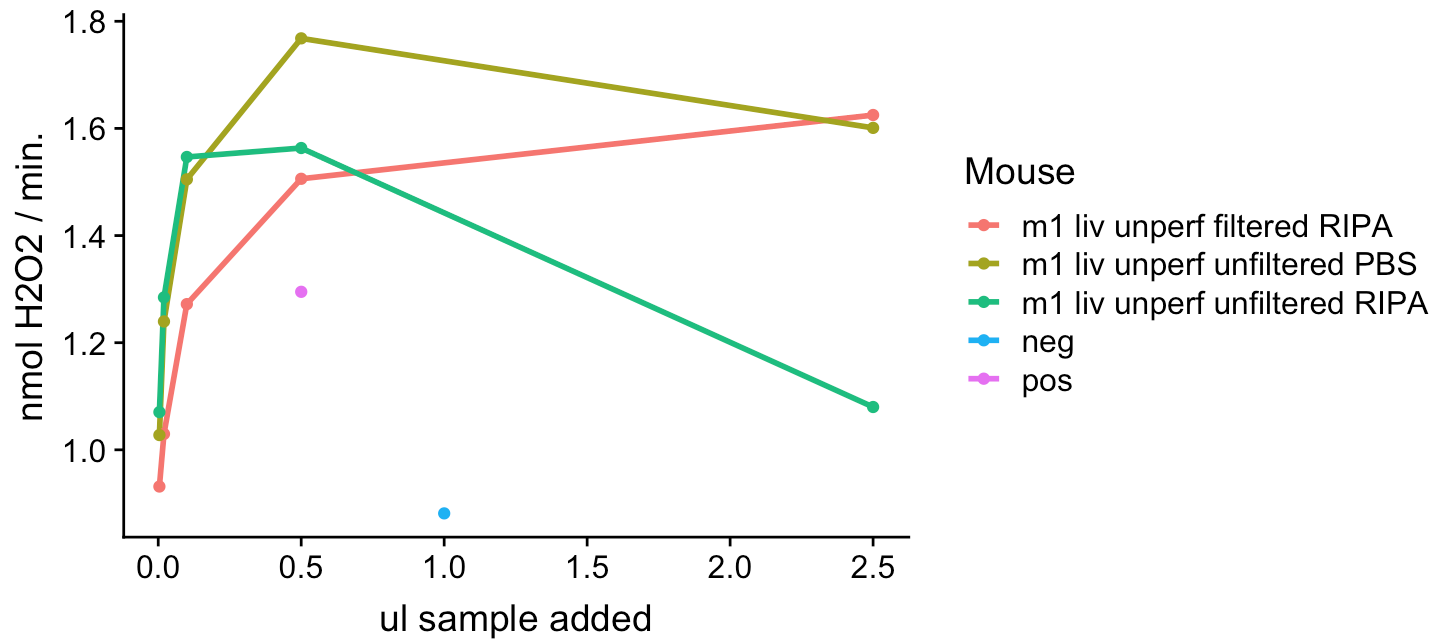 1.8
1.6
1.4
1.2
1.0
nmol H2O2 / min.
0.0 0.5 1.0 1.5 2.0 2.5
ul sample added
Mouse
m1 liv unperf filtered RIPA
m1 liv unperf unfiltered PBS
m1 liv unperf unfiltered RIPA
neg
pos